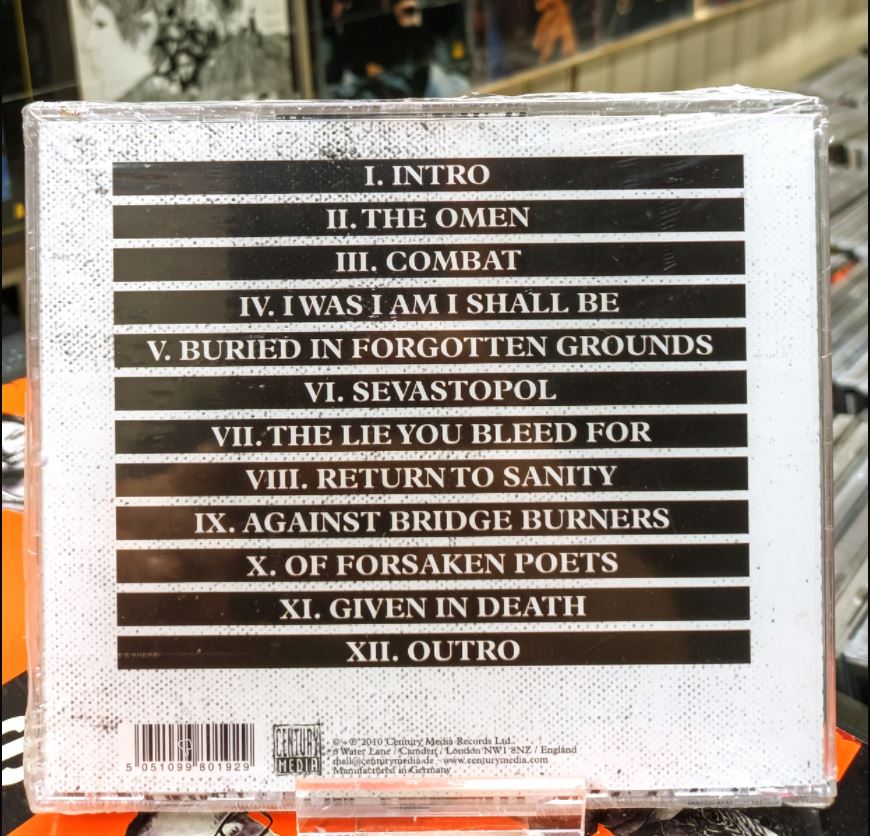 I. INTRO
II. THE OMEN
III. COMBAT
IV. I WAS I AM I SHALL BE
V. BURIED IN FORGOTTEN GROUNDS
VI. SEVASTOPOL
VII. THE LIE YOU BLEED FOR
VIII. RETURN TO SANITY
IX. AGAINST BRIDGE BURNERS
X. OF FORSAKEN POETS
XI. GIVEN IN DEATH
XII. OUTRO
5 051099 801929
CENTURY
MEDIA
© + ℗ 2010 Century Media Records Ltd.
6 Water Lane / Camden / London NW1 8NZ / England
mail@centurymedia.de · www.centurymedia.com
Manufactured in Germany